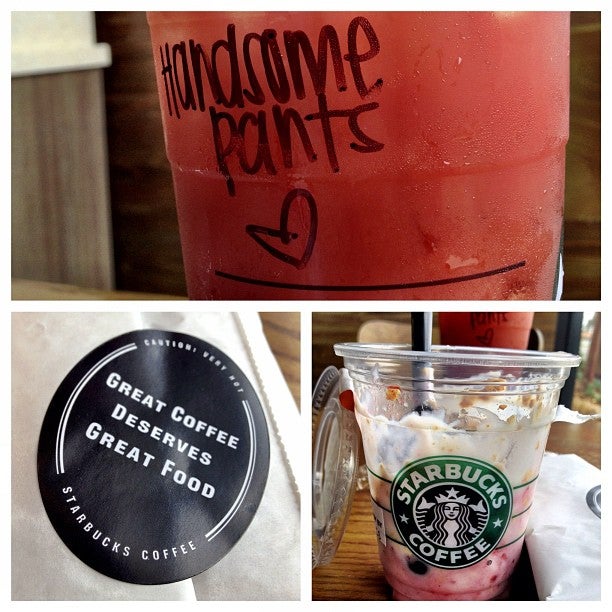 Handsome
pants
CAUTION: VERY HOT
GREAT COFFEE
DESERVES
GREAT FOOD
STARBUCKS COFFEE
STARBUCKS
COFFEE